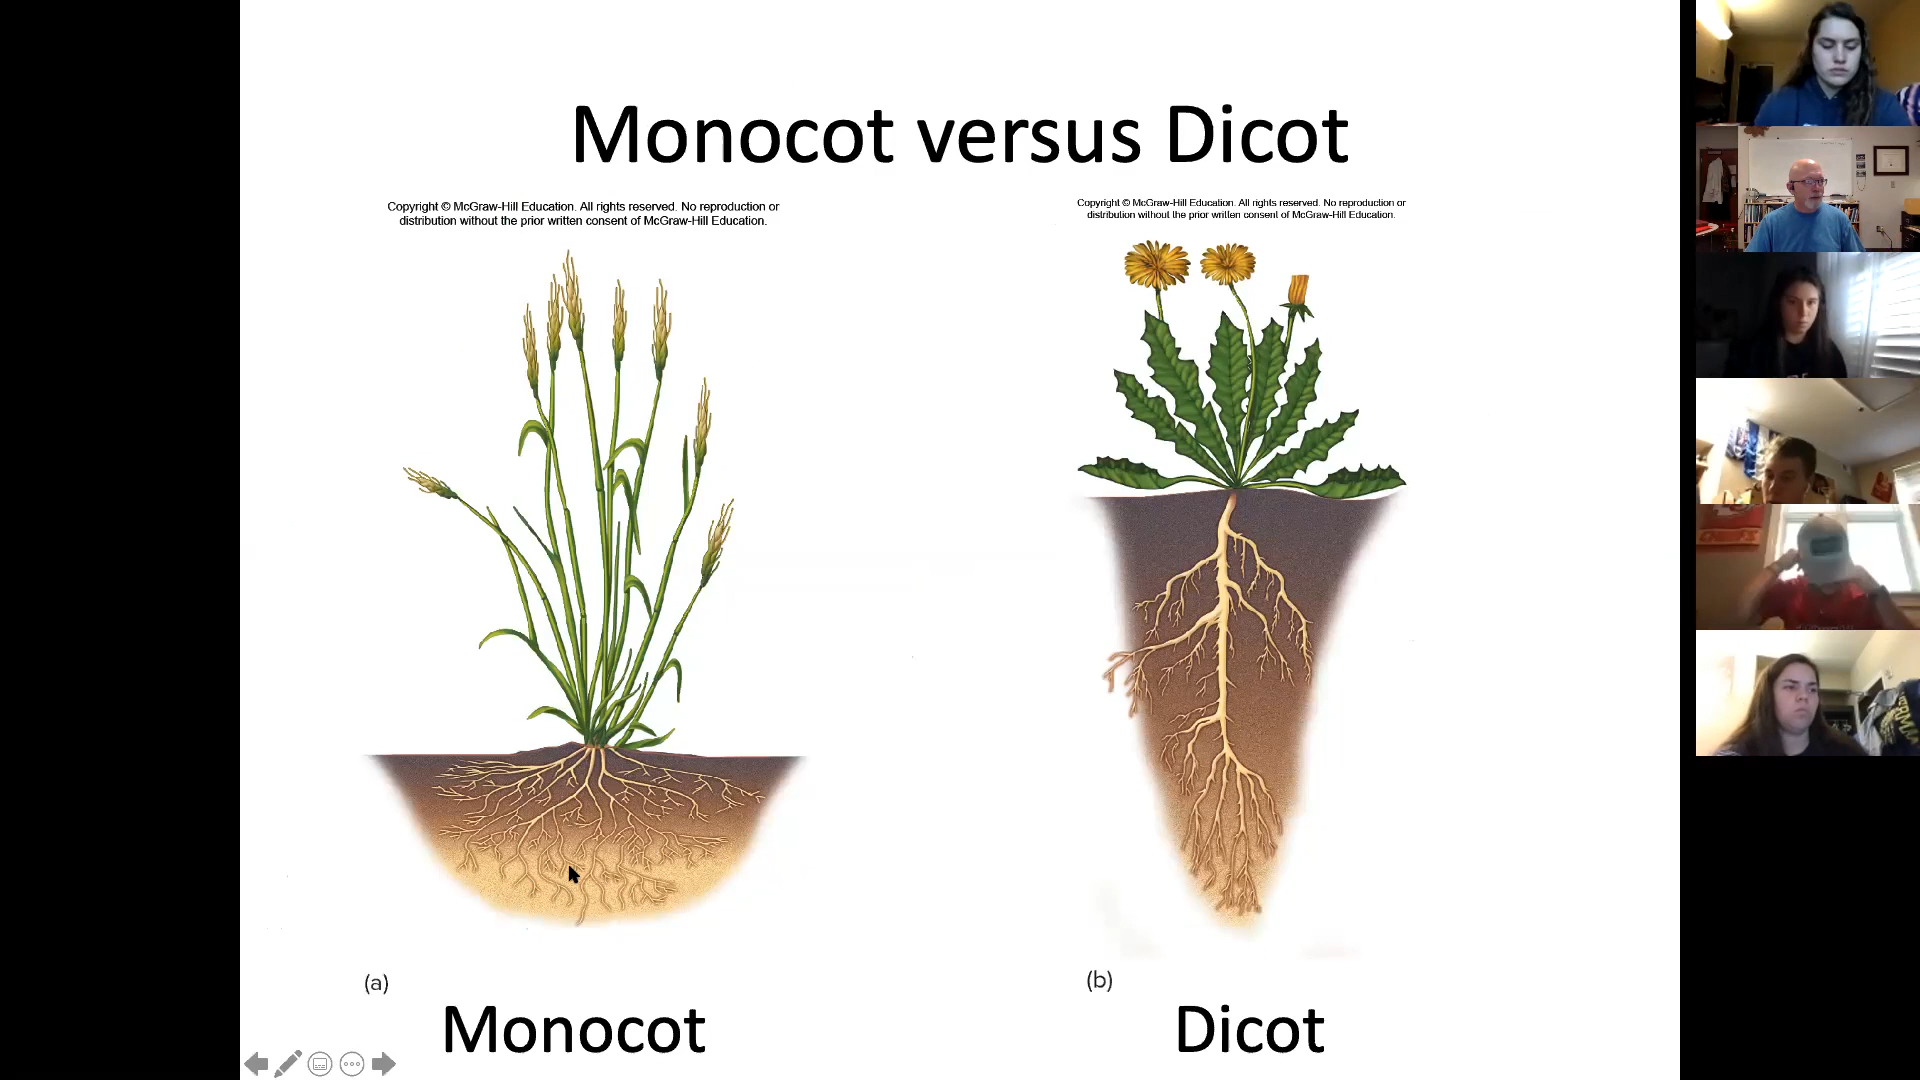 Monocot versus Dicot
Copyright © McGraw-Hill Education. All rights reserved. No reproduction or
distribution without the prior written consent of McGraw-Hill Education.
Copyright © McGraw-Hill Education. All rights reserved. No reproduction or
distribution without the prior written consent of McGraw-Hill Education.
(a)
(b)
Monocot
Dicot